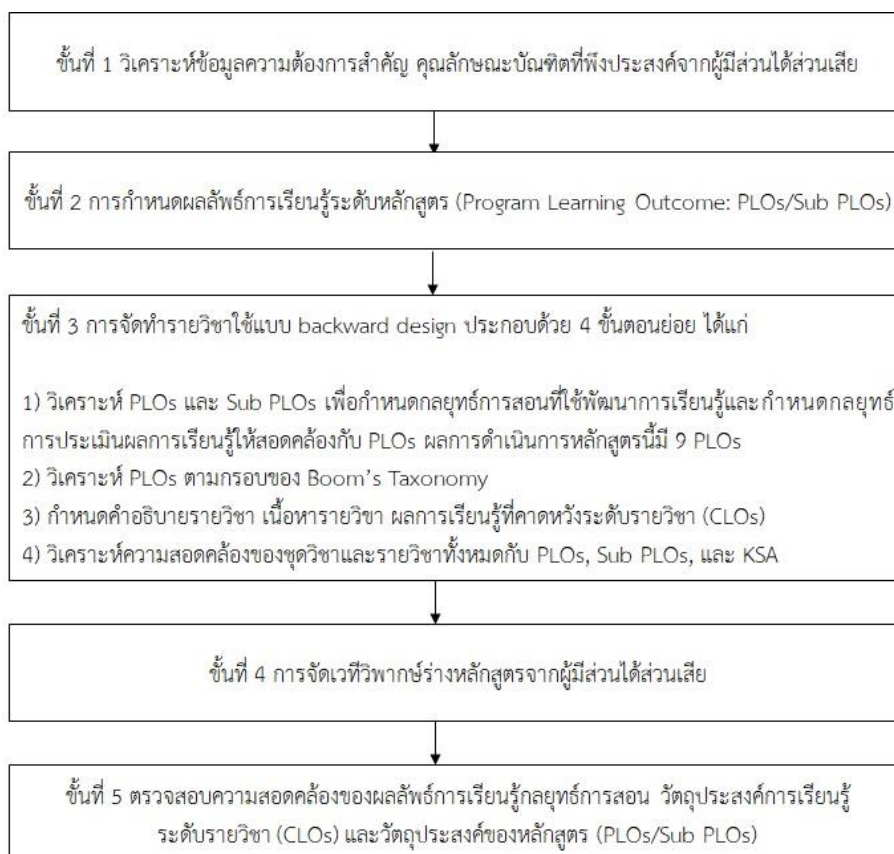 ขั้นที่ 1 วิเคราะห์ข้อมูลความต้องการสำคัญ คุณลักษณะบัณฑิตที่พึงประสงค์จากผู้มีส่วนได้ส่วนเสีย
ขั้นที่ 2 การกำหนดผลลัพธ์การเรียนรู้ระดับหลักสูตร (Program Learning Outcome: PLOs/Sub PLOs)
ขั้นที่ 3 การจัดทำรายวิชาใช้แบบ backward design ประกอบด้วย 4 ขั้นตอนย่อย ได้แก่
1) วิเคราะห์ PLOs และ Sub PLOs เพื่อกำหนดกลยุทธ์การสอนที่ใช้พัฒนาการเรียนรู้และกำหนดกลยุทธ์
การประเมินผลการเรียนรู้ให้สอดคล้องกับ PLOs ผลการดำเนินการหลักสูตรนี้มี 9 PLOs
2) วิเคราะห์ PLOs ตามกรอบของ Boom's Taxonomy
3) กำหนดคำอธิบายรายวิชา เนื้อหารายวิขา ผลการเรียนรู้ที่คาดหวังระดับรายวิชา (CLOs)
4) วิเคราะห์ความสอดคล้องของชุดวิชาและรายวิชาทั้งหมดกับ PLOs, Sub PLOs, และ KSA
ขั้นที่ 4 การจัดเวทีวิพากษ์ร่างหลักสูตรจากผู้มีส่วนได้ส่วนเสีย
ขั้นที่ 5 ตรวจสอบความสอดคล้องของผลลัพธ์การเรียนรู้กลยุทธ์การสอน วัตถุประสงค์การเรียนรู้
ระดับรายวิชา (CLOs) และวัตถุประสงค์ของหลักสูตร (PLOs/Sub PLOs)